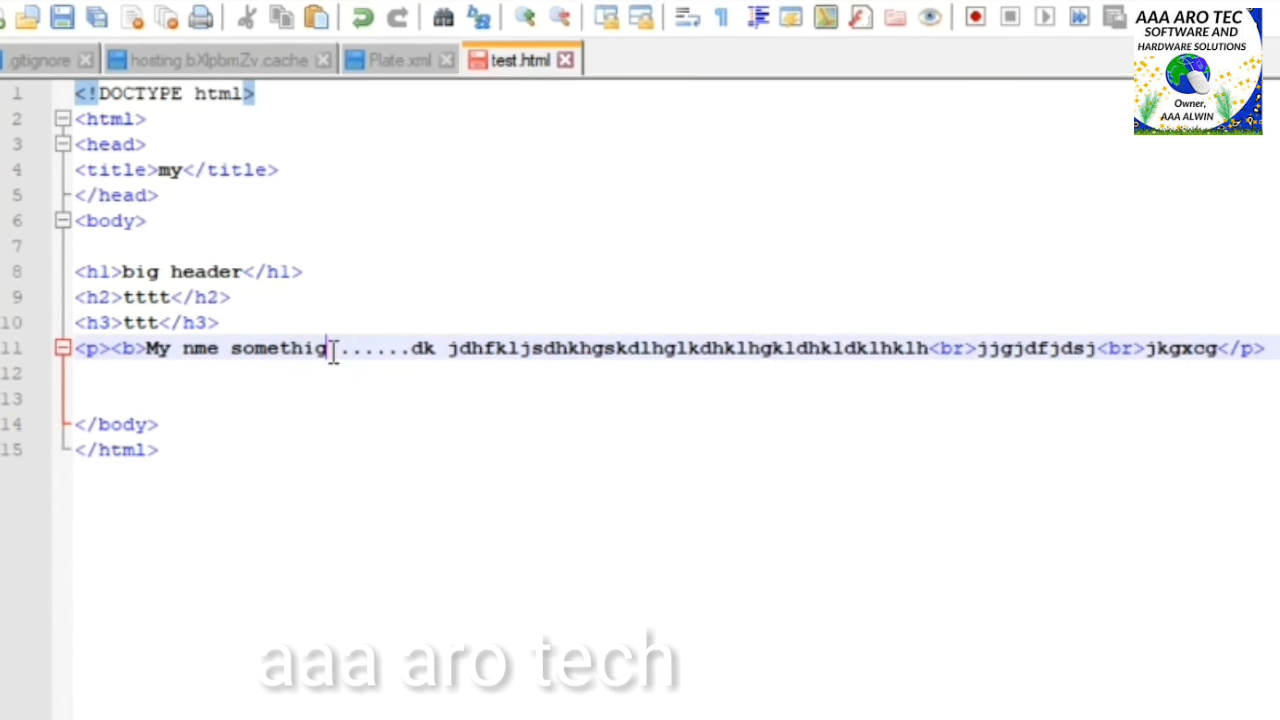 AAA ARO TEC
SOFTWARE AND
HARDWARE SOLUTIONS
Owner,
AAA ALWIN
gitignore
hosting.bXlpbmZv.cache
Plate.xml
test.html
1 <!DOCTYPE html>
2 <html>
3 <head>
4 <title>my</title>
5 </head>
6 <body>
7
8 <h1>big header</h1>
9 <h2>tttt</h2>
10 <h3>ttt</h3>
11 <p><b>My nme somethig ......dk jdhfkljsdhkhgskdlhglkdhklhgkldhkldklhklh<br>jjgjdfjdsj<br>jkgxcg</p>
12
13
14 </body>
15 </html>
aaa aro tech